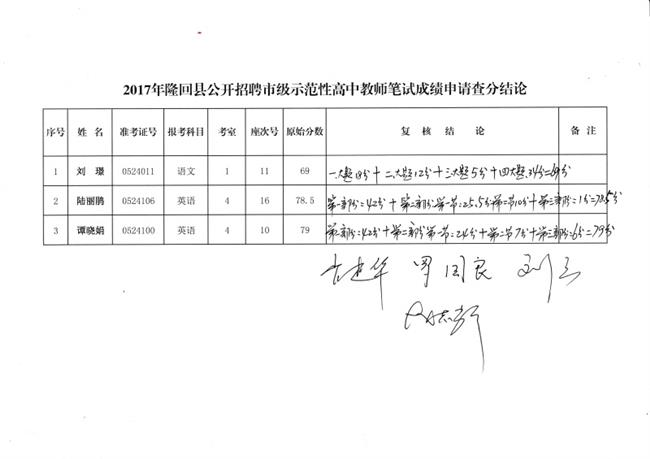 2017年隆回县公开招聘市级示范性高中教师笔试成绩申请查分结论
序号 姓名 准考证号 报考科目 考室 座次号 原始分数 复核结论 备注
1 刘璟 0524011 语文 1 11 69 一大题18分+二大题12分+三大题5分+四大题34分=69分
2 陆丽鹃 0524106 英语 4 16 78.5 第一部分=42分+第二部分第一节=25.5分第二节10分+第三部分=1分=78.5分
3 谭晓娟 0524100 英语 4 10 79 第一部分=42分+第二部分第一节=24分+第二节7分+第三部分=6分=79分